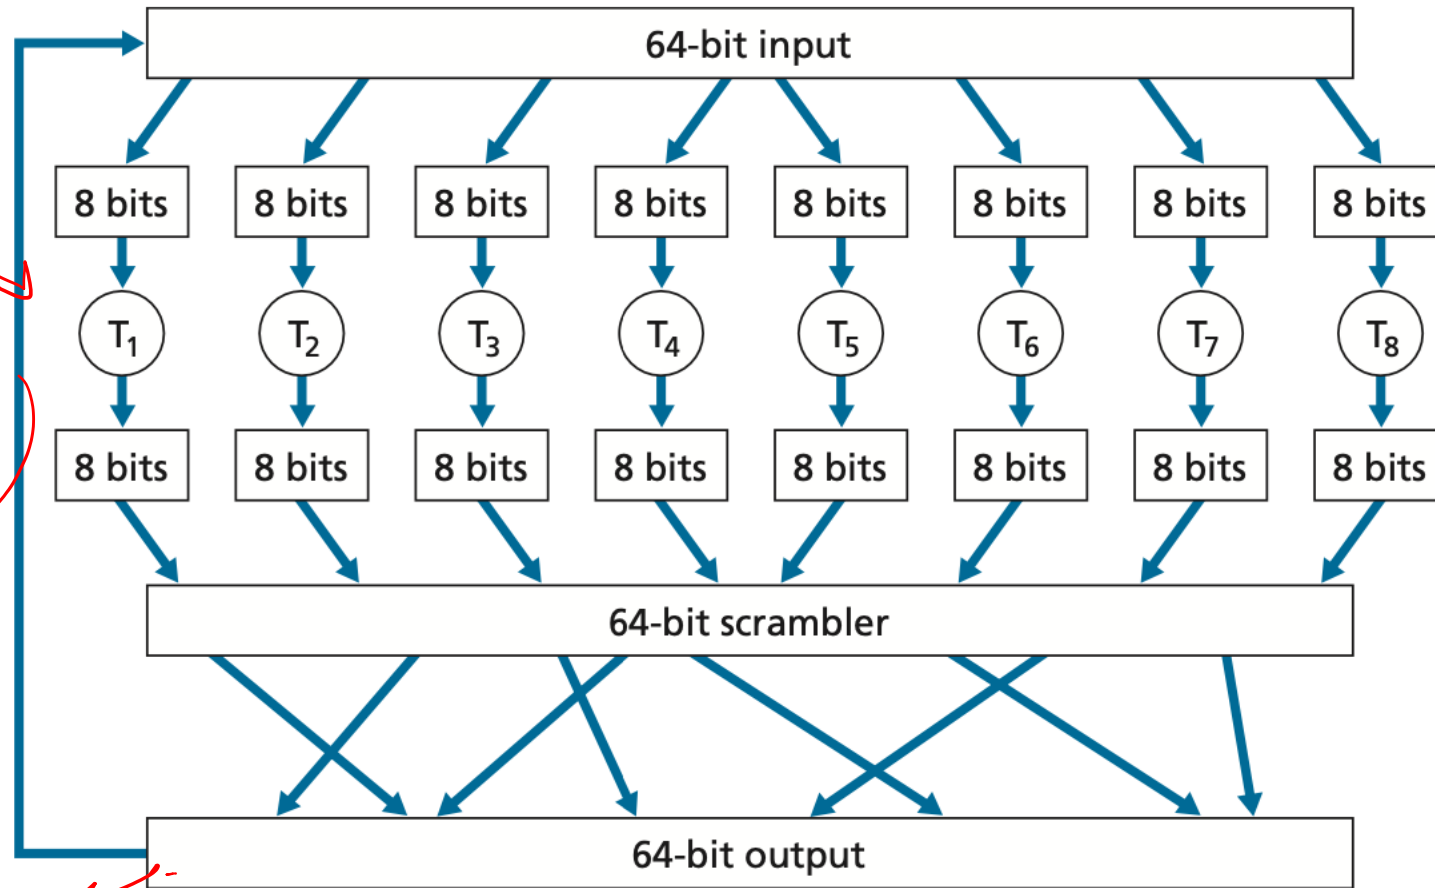 64-bit input
8 bits 8 bits 8 bits 8 bits 8 bits 8 bits 8 bits 8 bits
T1 T2 T3 T4 T5 T6 T7 T8
8 bits 8 bits 8 bits 8 bits 8 bits 8 bits 8 bits 8 bits
64-bit scrambler
64-bit output